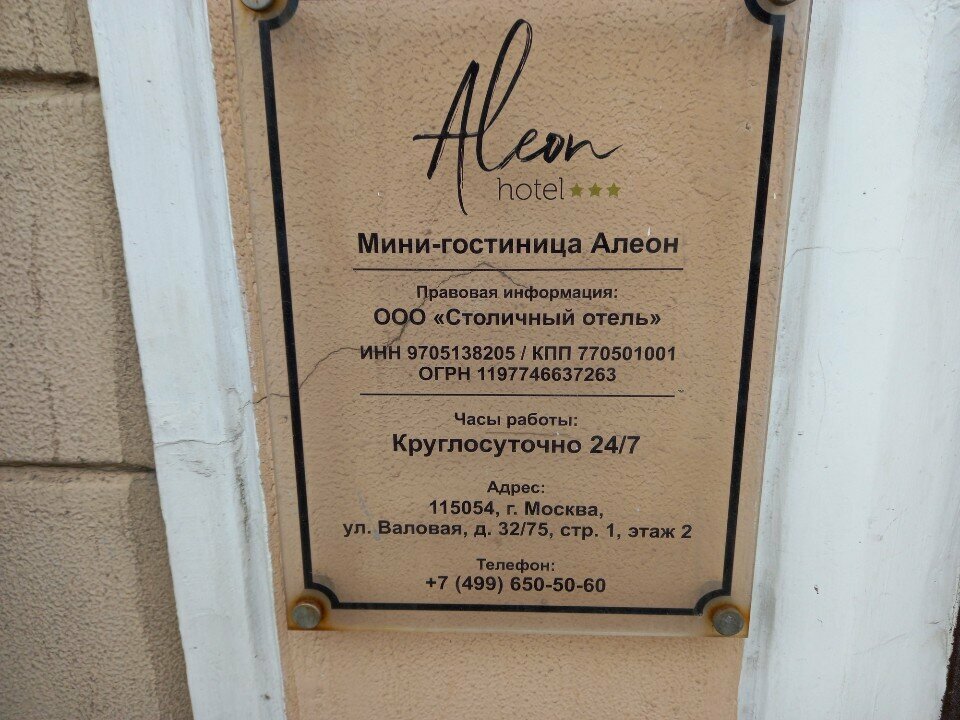 Aleon
hotel
Мини-гостиница Алеон
Правовая информация:
ООО «Столичный отель»
ИНН 9705138205 / КПП 770501001
ОГРН 1197746637263
Часы работы:
Круглосуточно 24/7
Адрес:
115054, г. Москва,
ул. Валовая, д. 32/75, стр. 1, этаж 2
Телефон:
+7 (499) 650-50-60